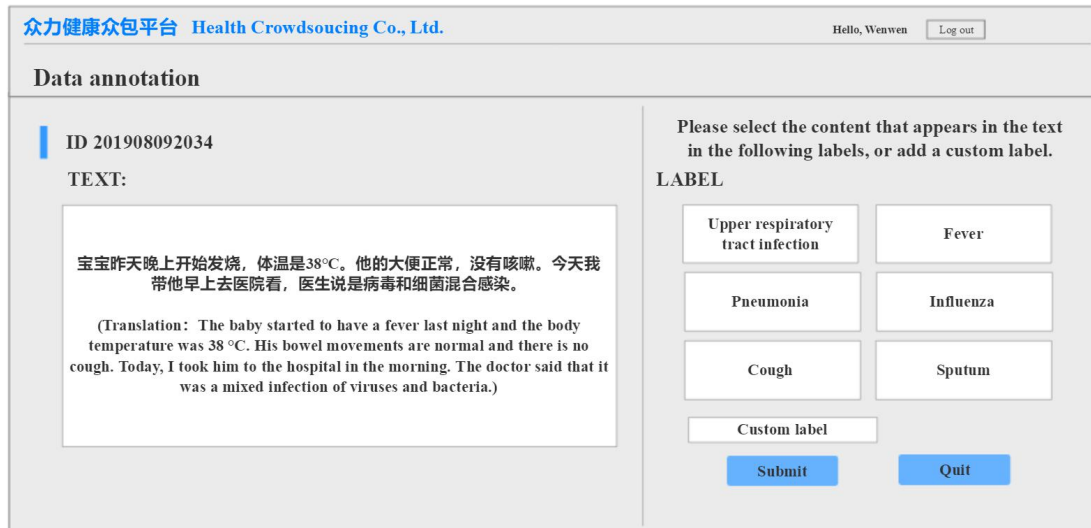 众力健康众包平台 Health Crowdsoucing Co., Ltd.
Hello, Wenwen
Log out
Data annotation
ID 201908092034
TEXT:
宝宝昨天晚上开始发烧，体温是38°C。他的大便正常，没有咳嗽。今天我
带他早上去医院看，医生说是病毒和细菌混合感染。
(Translation：The baby started to have a fever last night and the body
temperature was 38 °C. His bowel movements are normal and there is no
cough. Today, I took him to the hospital in the morning. The doctor said that it
was a mixed infection of viruses and bacteria.)
Please select the content that appears in the text
in the following labels, or add a custom label.
LABEL
Upper respiratory
tract infection
Fever
Pneumonia
Influenza
Cough
Sputum
Custom label
Submit
Quit